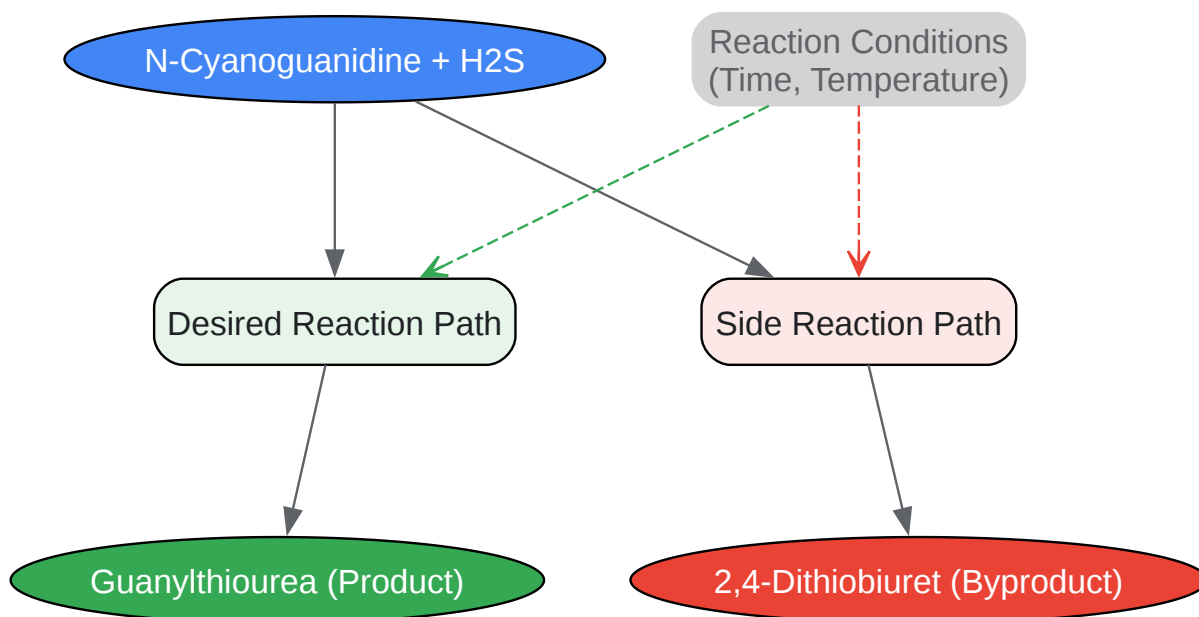 N-Cyanoguanidine + H2S
Reaction Conditions
(Time, Temperature)
Desired Reaction Path
Side Reaction Path
Guanylthiourea (Product)
2,4-Dithiobiuret (Byproduct)